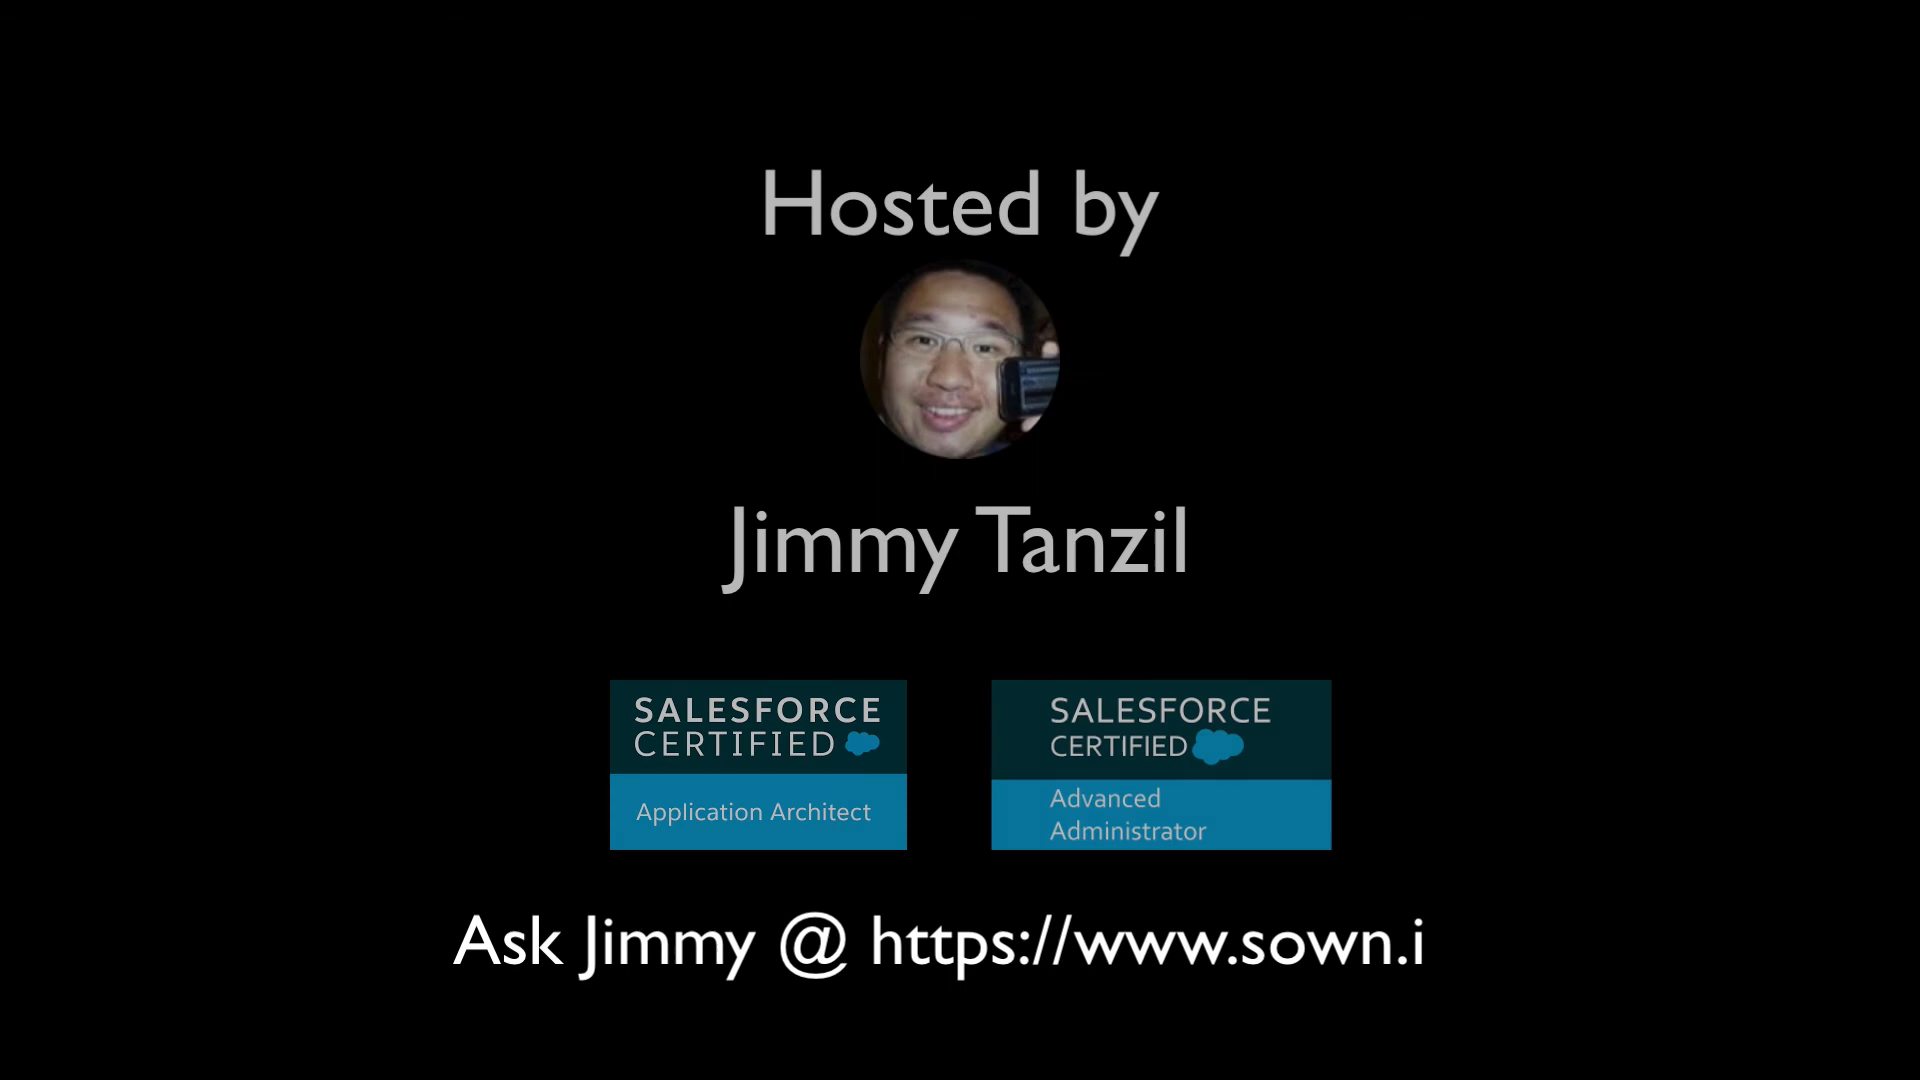 Hosted by
Jimmy Tanzil
SALESFORCE
CERTIFIED
Application Architect
SALESFORCE
CERTIFIED
Advanced
Administrator
Ask Jimmy @ https://www.sown.i